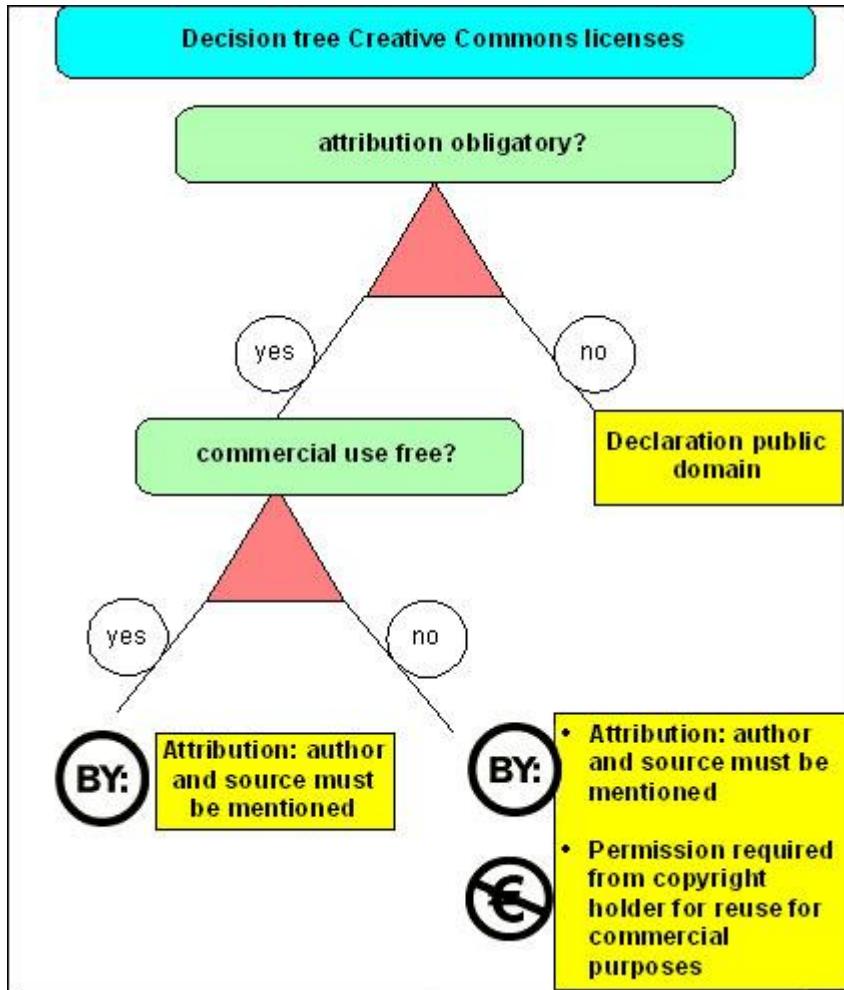 Decision tree Creative Commons licenses
attribution obligatory?
yes
no
commercial use free?
Declaration public
domain
yes
no
BY:
Attribution: author
and source must
be mentioned
BY:
• Attribution: author
and source must be
mentioned
€
• Permission required
from copyright
holder for reuse for
commercial
purposes